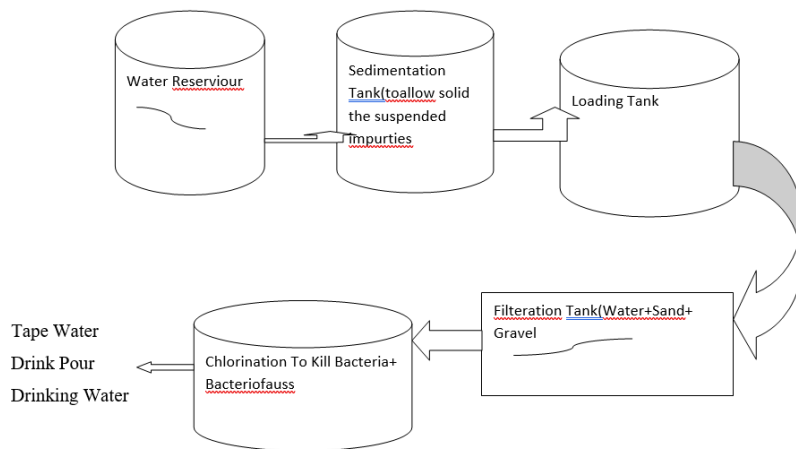 Water Reserviour
Sedimentation
Tank(toallow solid
the suspended
impurties
Loading Tank
Filteration Tank(Water+Sand+
Gravel
Chlorination To Kill Bacteria+
Bacteriofauss
Tape Water
Drink Pour
Drinking Water